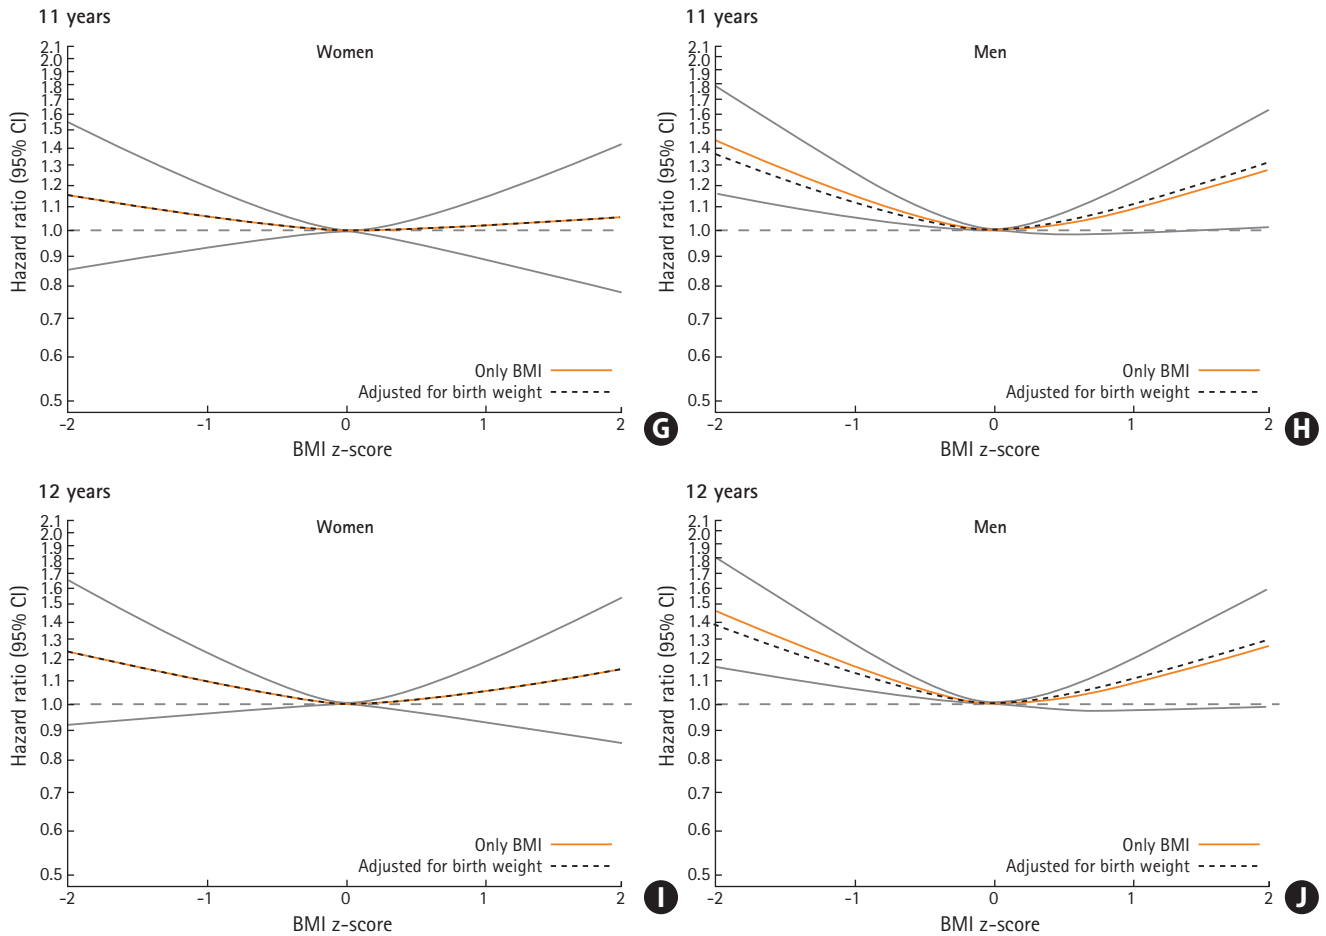 11 years
Women
Hazard ratio (95% CI)
2.1
2.0
1.9
1.8
1.7
1.6
1.5
1.4
1.3
1.2
1.1
1.0
0.9
0.8
0.7
0.6
0.5
Only BMI
Adjusted for birth weight
-2 -1 0 1 2
BMI z-score
G
11 years
Men
Hazard ratio (95% CI)
2.1
2.0
1.9
1.8
1.7
1.6
1.5
1.4
1.3
1.2
1.1
1.0
0.9
0.8
0.7
0.6
0.5
Only BMI
Adjusted for birth weight
-2 -1 0 1 2
BMI z-score
H
12 years
Women
Hazard ratio (95% CI)
2.1
2.0
1.9
1.8
1.7
1.6
1.5
1.4
1.3
1.2
1.1
1.0
0.9
0.8
0.7
0.6
0.5
Only BMI
Adjusted for birth weight
-2 -1 0 1 2
BMI z-score
I
12 years
Men
Hazard ratio (95% CI)
2.1
2.0
1.9
1.8
1.7
1.6
1.5
1.4
1.3
1.2
1.1
1.0
0.9
0.8
0.7
0.6
0.5
Only BMI
Adjusted for birth weight
-2 -1 0 1 2
BMI z-score
J